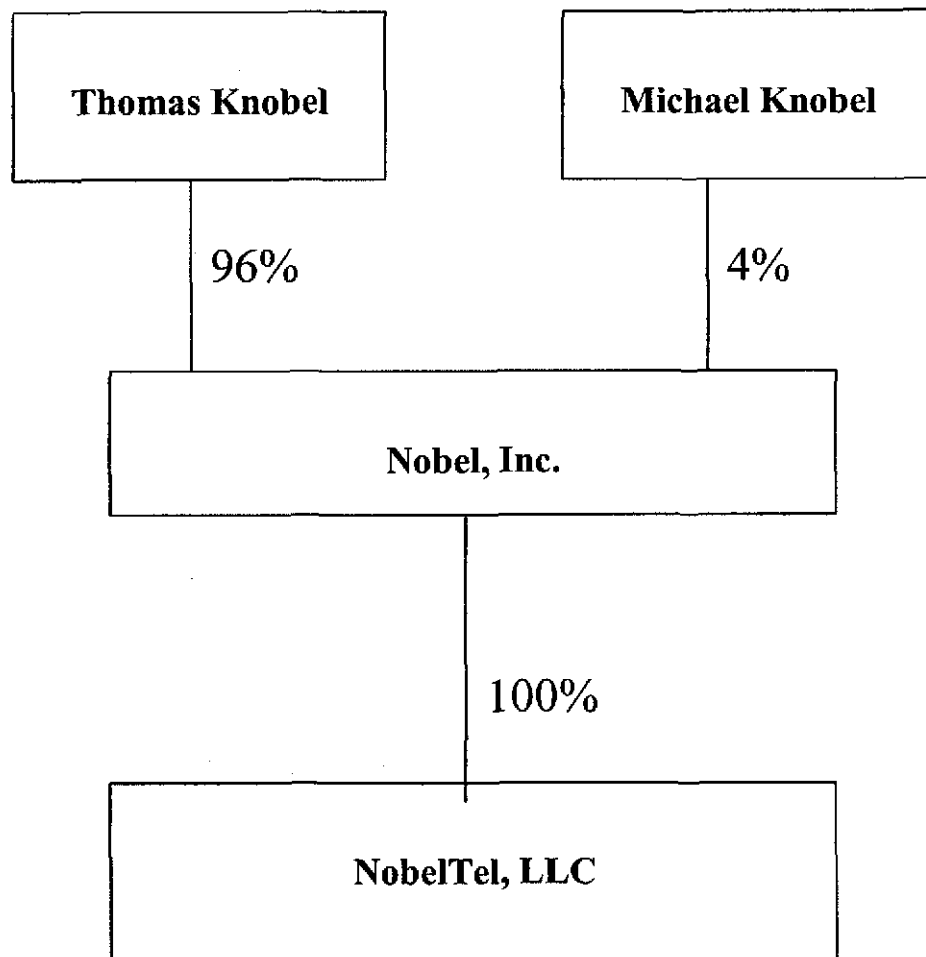 Thomas Knobel
Michael Knobel
96%
4%
Nobel, Inc.
100%
NobelTel, LLC